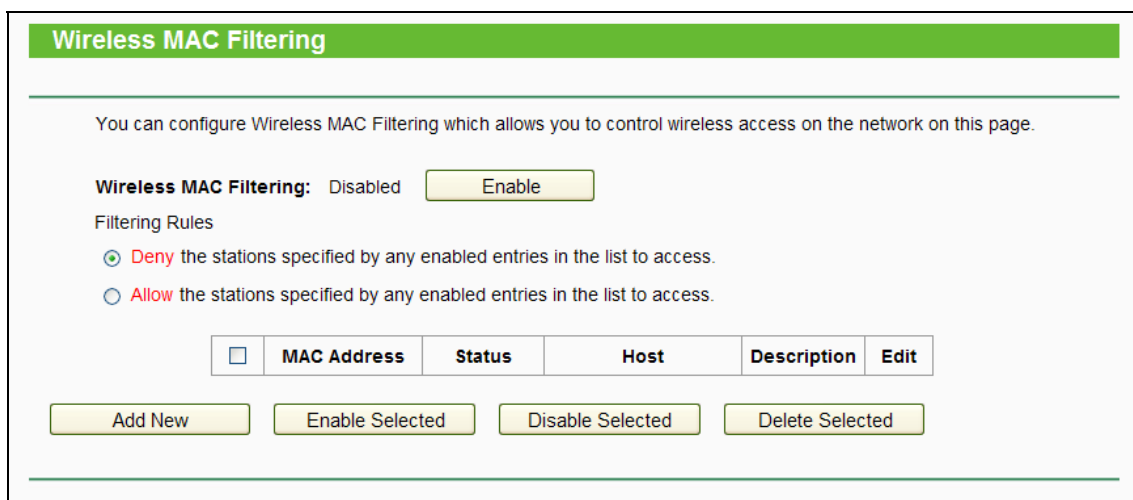 Wireless MAC Filtering
You can configure Wireless MAC Filtering which allows you to control wireless access on the network on this page.
Wireless MAC Filtering: Disabled Enable
Filtering Rules
Deny the stations specified by any enabled entries in the list to access.
Allow the stations specified by any enabled entries in the list to access.
MAC Address Status Host Description Edit
Add New Enable Selected Disable Selected Delete Selected